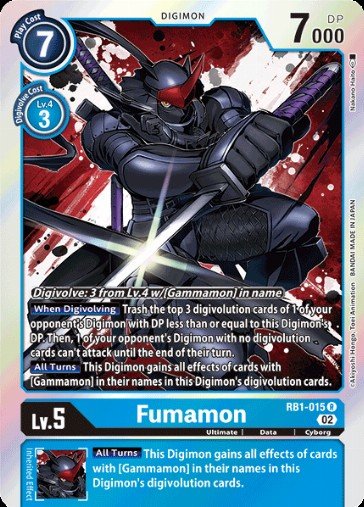 DIGIMON
Play Cost
7
DP
7000
Digivolve Cost
Lv.4
3
Nakano Haito
©Akiyoshi Hongo, Toei Animation BANDAI MADE IN JAPAN
Digivolve: 3 from Lv.4 w/[Gammamon] in name
When Digivolving Trash the top 3 digivolution cards of 1 of your
opponent's Digimon with DP less than or equal to this Digimon's
DP. Then, 1 of your opponent's Digimon with no digivolution
cards can't attack until the end of their turn.
All Turns This Digimon gains all effects of cards with
[Gammamon] in their names in this Digimon's digivolution cards.
Lv.5
Fumamon
RB1-015 R
02
Ultimate | Data | Cyborg
Inherited Effect
All Turns This Digimon gains all effects of cards
with [Gammamon] in their names in this
Digimon's digivolution cards.